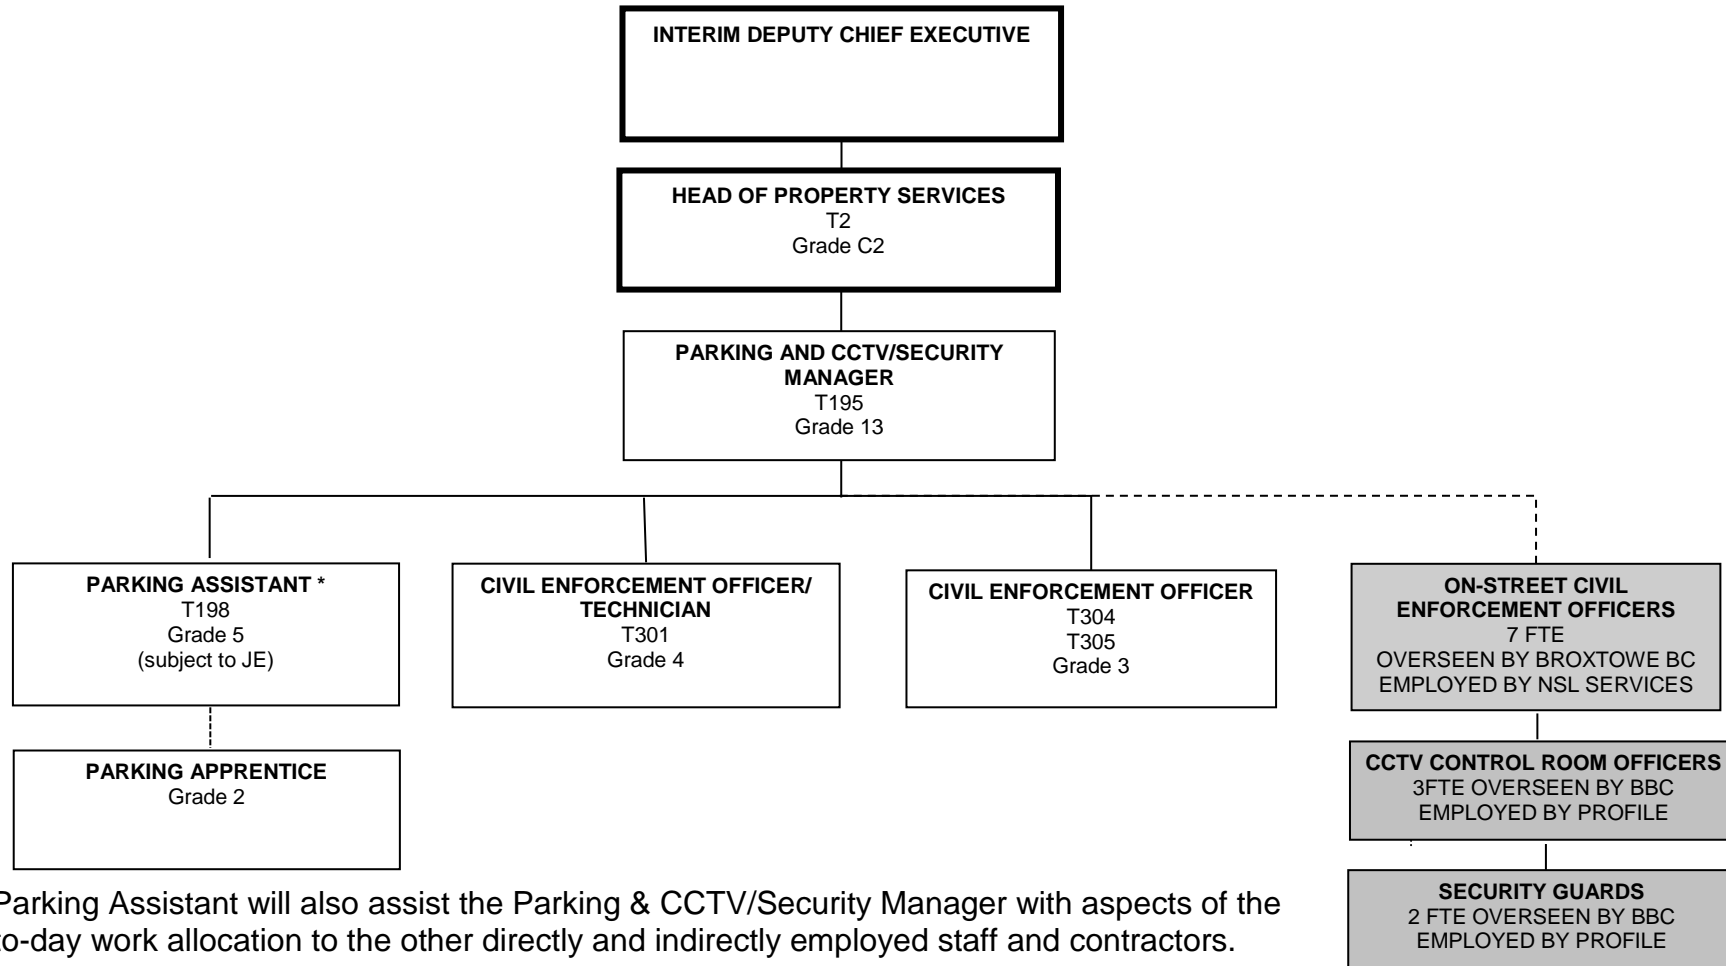 INTERIM DEPUTY CHIEF EXECUTIVE
HEAD OF PROPERTY SERVICES
T2
Grade C2
PARKING AND CCTV/SECURITY
MANAGER
T195
Grade 13
PARKING ASSISTANT *
T198
Grade 5
(subject to JE)
CIVIL ENFORCEMENT OFFICER/
TECHNICIAN
T301
Grade 4
CIVIL ENFORCEMENT OFFICER
T304
T305
Grade 3
ON-STREET CIVIL
ENFORCEMENT OFFICERS
7 FTE
OVERSEEN BY BROXTOWE BC
EMPLOYED BY NSL SERVICES
PARKING APPRENTICE
Grade 2
CCTV CONTROL ROOM OFFICERS
3FTE OVERSEEN BY BBC
EMPLOYED BY PROFILE
SECURITY GUARDS
2 FTE OVERSEEN BY BBC
EMPLOYED BY PROFILE
Parking Assistant will also assist the Parking & CCTV/Security Manager with aspects of the
to-day work allocation to the other directly and indirectly employed staff and contractors.